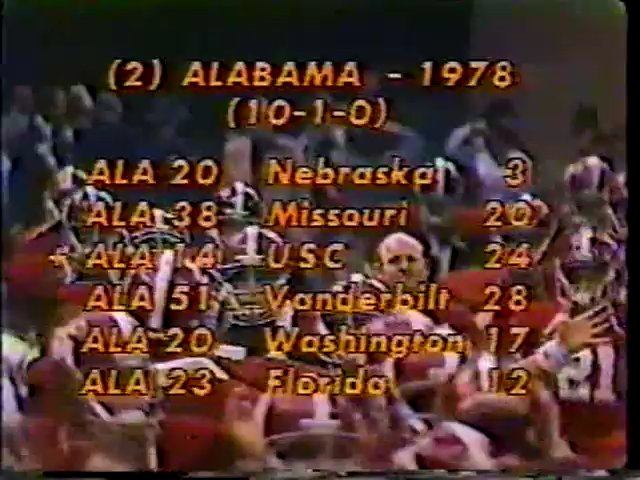 (2) ALABAMA - 1978
(10-1-0)
ALA 20 Nebraska 3
ALA 38 Missouri 20
ALA 14 USC 24
ALA 51 Vanderbilt 28
ALA 20 Washington 17
ALA 23 Florida 12
21